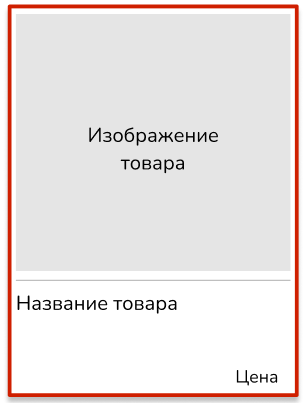 Изображение
товара
Название товара
Цена